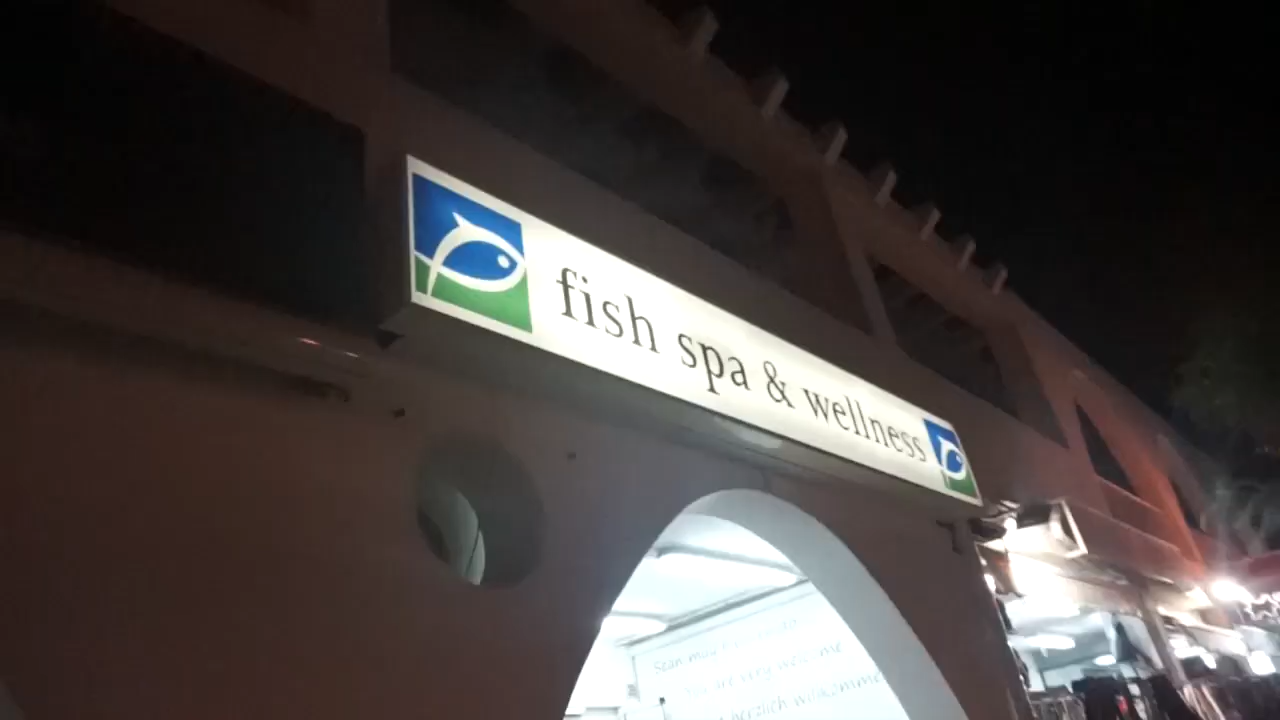 fish spa & wellness
you are very welcome
herzlich willkommen